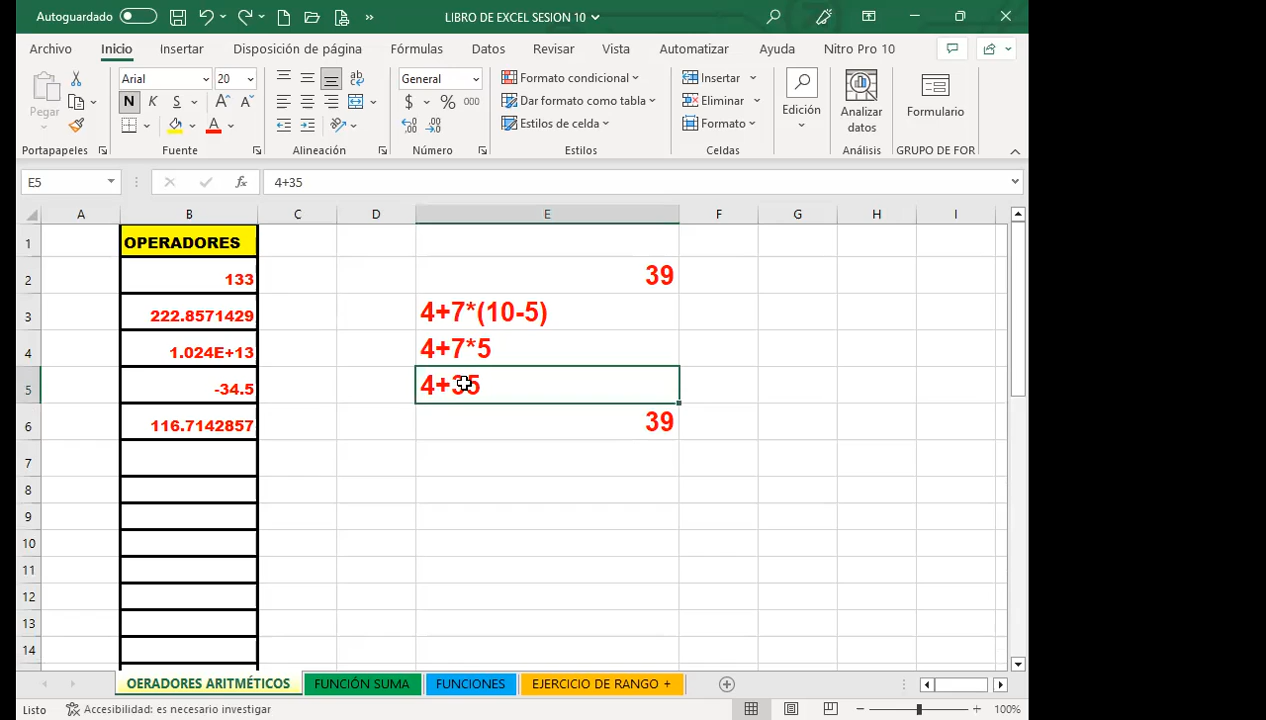 Autoguardado
LIBRO DE EXCEL SESION 10
Archivo Inicio Insertar Disposición de página Fórmulas Datos Revisar Vista Automatizar Ayuda Nitro Pro 10
Pegar
Arial 20
N K S
General
$ % 000
Formato condicional
Dar formato como tabla
Estilos de celda
Insertar
Eliminar
Formato
Edición
Analizar datos
Formulario
Portapapeles Fuente Alineación Número Estilos Celdas Análisis GRUPO DE FOR
E5 fx 4+35
A B C D E F G H I
1 OPERADORES
2 133 39
3 222.8571429 4+7*(10-5)
4 1.024E+13 4+7*5
5 -34.5 4+35
6 116.7142857 39
7
8
9
10
11
12
13
14
OERADORES ARITMÉTICOS FUNCIÓN SUMA FUNCIONES EJERCICIO DE RANGO +
Listo Accesibilidad: es necesario investigar 100%